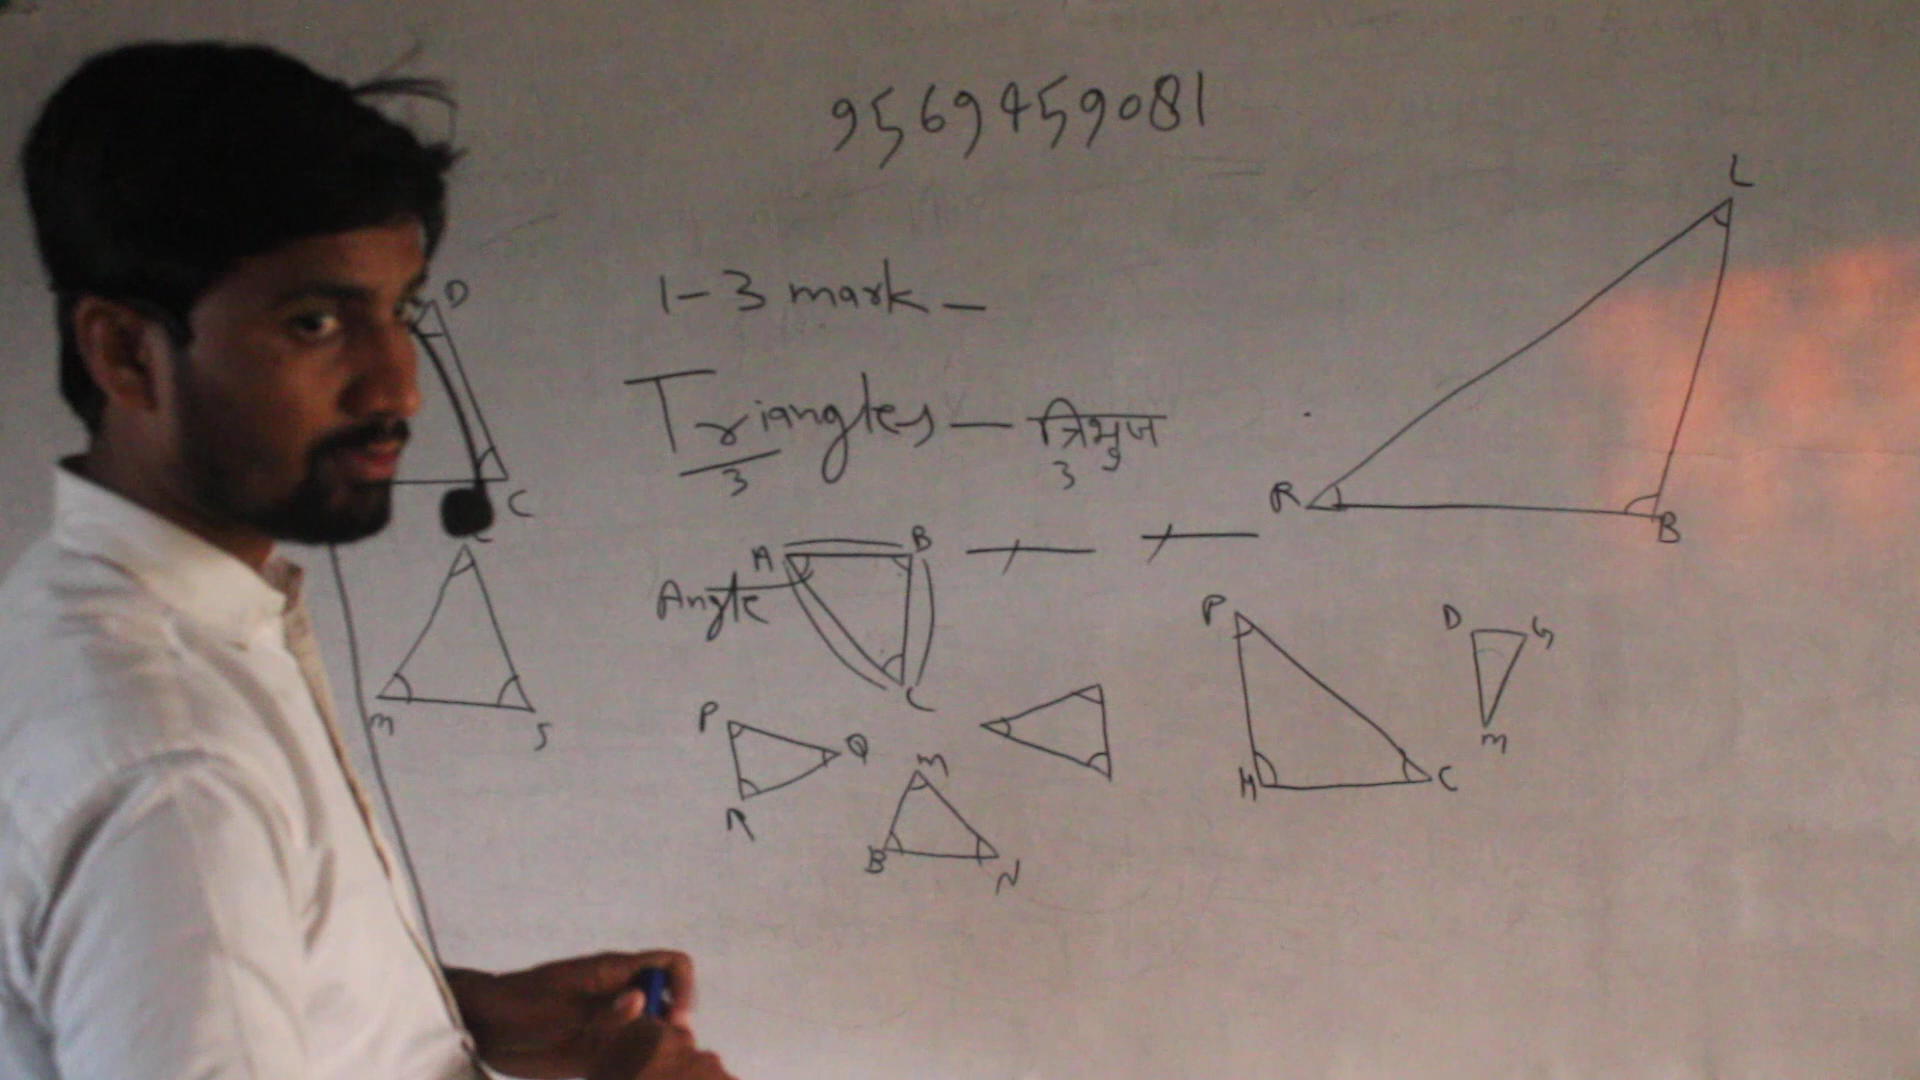 9569459081
L
D
1-3 mark -
Triangles - त्रिभुज
3 3
C
R
B
A B
Angle
C
P
D G
M S
P Q
M
H C
M
R
B N